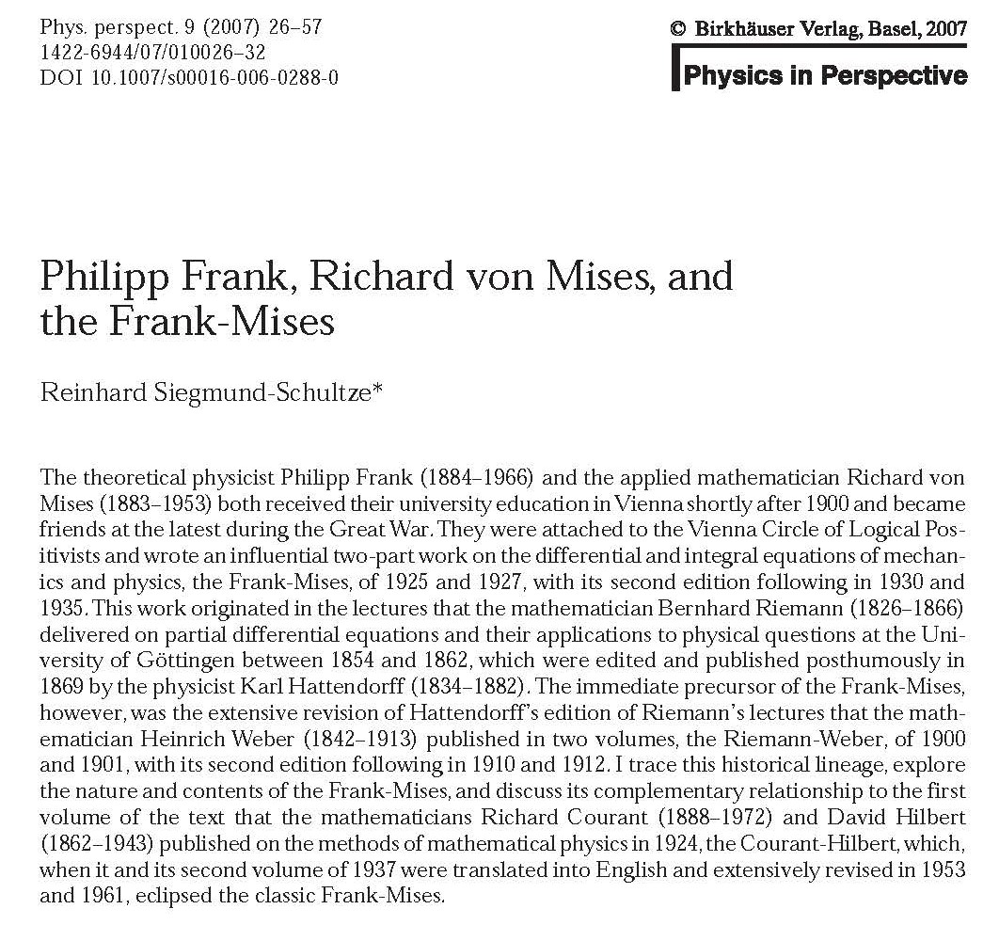 Phys. perspect. 9 (2007) 26–57
1422-6944/07/010026–32
DOI 10.1007/s00016-006-0288-0
© Birkhäuser Verlag, Basel, 2007
Physics in Perspective
Philipp Frank, Richard von Mises, and
the Frank-Mises
Reinhard Siegmund-Schultze*
The theoretical physicist Philipp Frank (1884–1966) and the applied mathematician Richard von
Mises (1883–1953) both received their university education in Vienna shortly after 1900 and became
friends at the latest during the Great War. They were attached to the Vienna Circle of Logical Pos-
itivists and wrote an influential two-part work on the differential and integral equations of mechan-
ics and physics, the Frank-Mises, of 1925 and 1927, with its second edition following in 1930 and
1935. This work originated in the lectures that the mathematician Bernhard Riemann (1826–1866)
delivered on partial differential equations and their applications to physical questions at the Uni-
versity of Göttingen between 1854 and 1862, which were edited and published posthumously in
1869 by the physicist Karl Hattendorff (1834–1882). The immediate precursor of the Frank-Mises,
however, was the extensive revision of Hattendorff's edition of Riemann's lectures that the math-
ematician Heinrich Weber (1842–1913) published in two volumes, the Riemann-Weber, of 1900
and 1901, with its second edition following in 1910 and 1912. I trace this historical lineage, explore
the nature and contents of the Frank-Mises, and discuss its complementary relationship to the first
volume of the text that the mathematicians Richard Courant (1888–1972) and David Hilbert
(1862–1943) published on the methods of mathematical physics in 1924, the Courant-Hilbert, which,
when it and its second volume of 1937 were translated into English and extensively revised in 1953
and 1961, eclipsed the classic Frank-Mises.